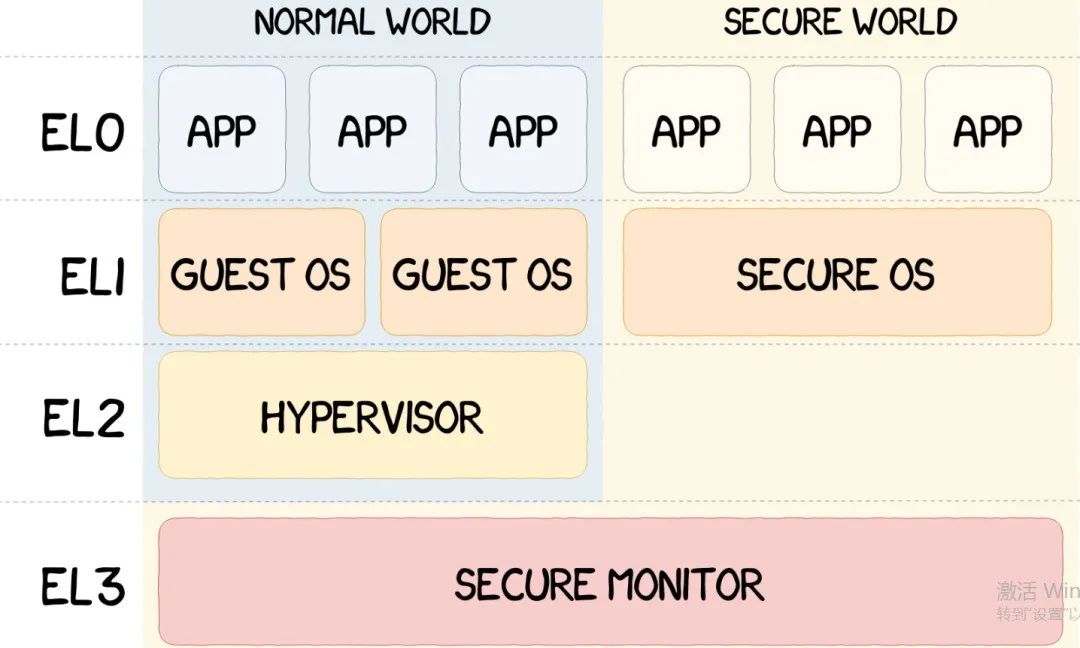 NORMAL WORLD
SECURE WORLD
EL0
APP
APP
APP
APP
APP
APP
EL1
GUEST OS
GUEST OS
SECURE OS
EL2
HYPERVISOR
EL3
SECURE MONITOR
激活 Win
转到"设置"以